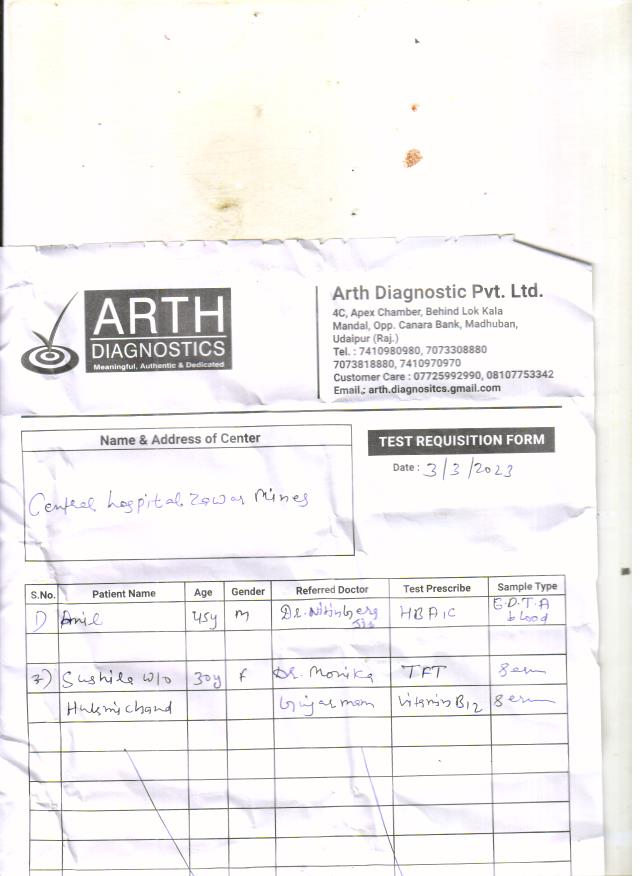 ARTH
DIAGNOSTICS
Meaningful, Authentic & Dedicated
Arth Diagnostic Pvt. Ltd.
4C, Apex Chamber, Behind Lok Kala
Mandal, Opp. Canara Bank, Madhuban,
Udaipur (Raj.)
Tel. : 7410980980, 7073308880
7073818880, 7410970970
Customer Care : 07725992990, 08107753342
Email.: arth.diagnositcs.gmail.com
Name & Address of Center
TEST REQUISITION FORM
Date : 3/3/2023
Central hospital Zawar Mines
S.No. Patient Name Age Gender Referred Doctor Test Prescribe Sample Type
1) Anil 45y M Dr. HBA1C E.D.T.A
blood
Sushila W/O 30y F Dr. Monika TFT
Hukmichand mam Vitamin B12